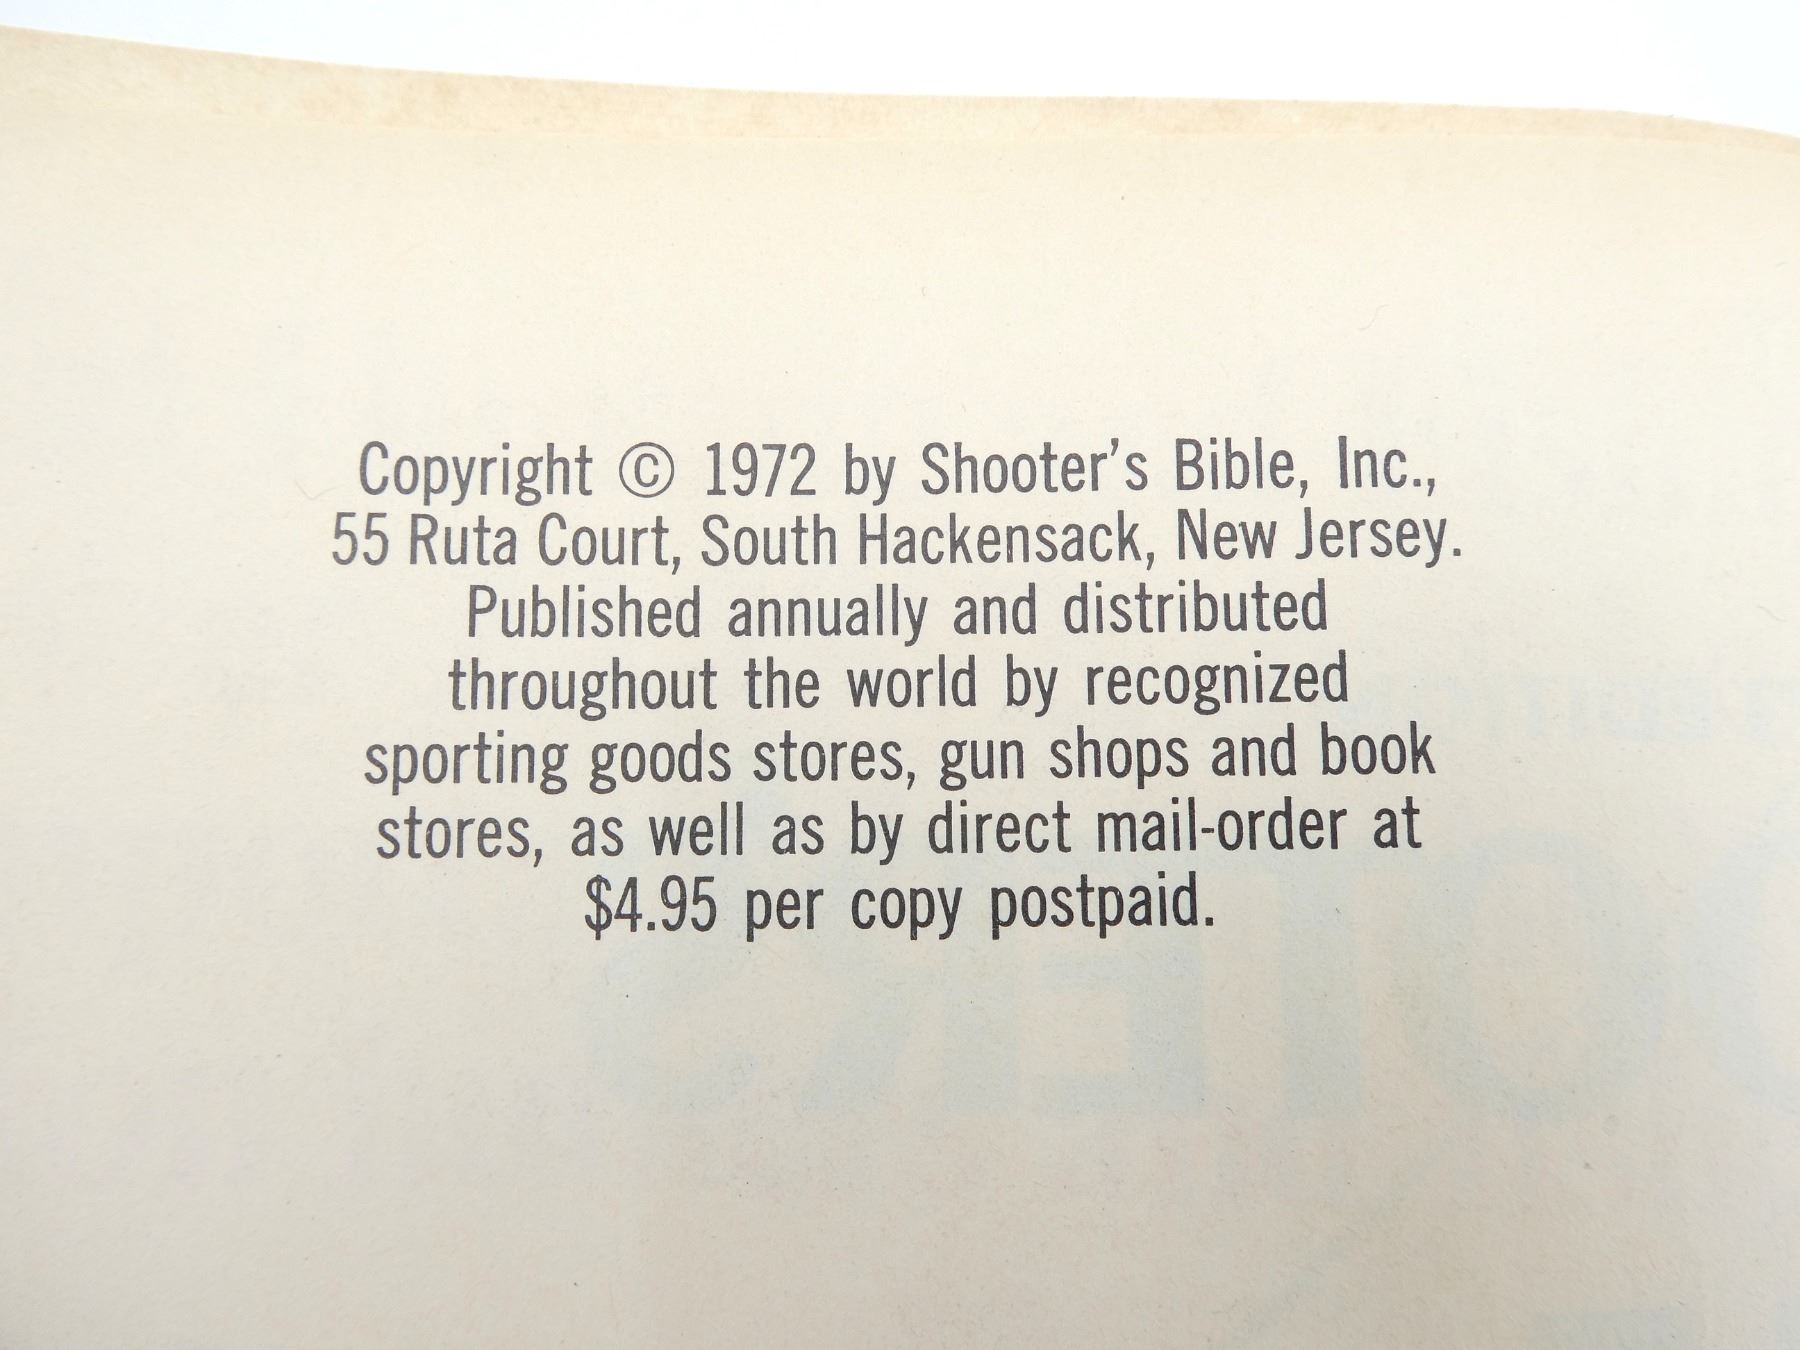 Copyright © 1972 by Shooter's Bible, Inc.,
55 Ruta Court, South Hackensack, New Jersey.
Published annually and distributed
throughout the world by recognized
sporting goods stores, gun shops and book
stores, as well as by direct mail-order at
$4.95 per copy postpaid.